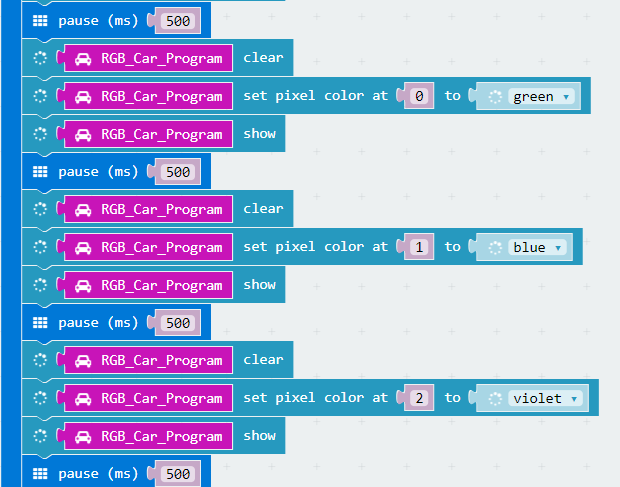 pause (ms) 500
RGB_Car_Program clear
RGB_Car_Program set pixel color at 0 to green
RGB_Car_Program show
pause (ms) 500
RGB_Car_Program clear
RGB_Car_Program set pixel color at 1 to blue
RGB_Car_Program show
pause (ms) 500
RGB_Car_Program clear
RGB_Car_Program set pixel color at 2 to violet
RGB_Car_Program show
pause (ms) 500